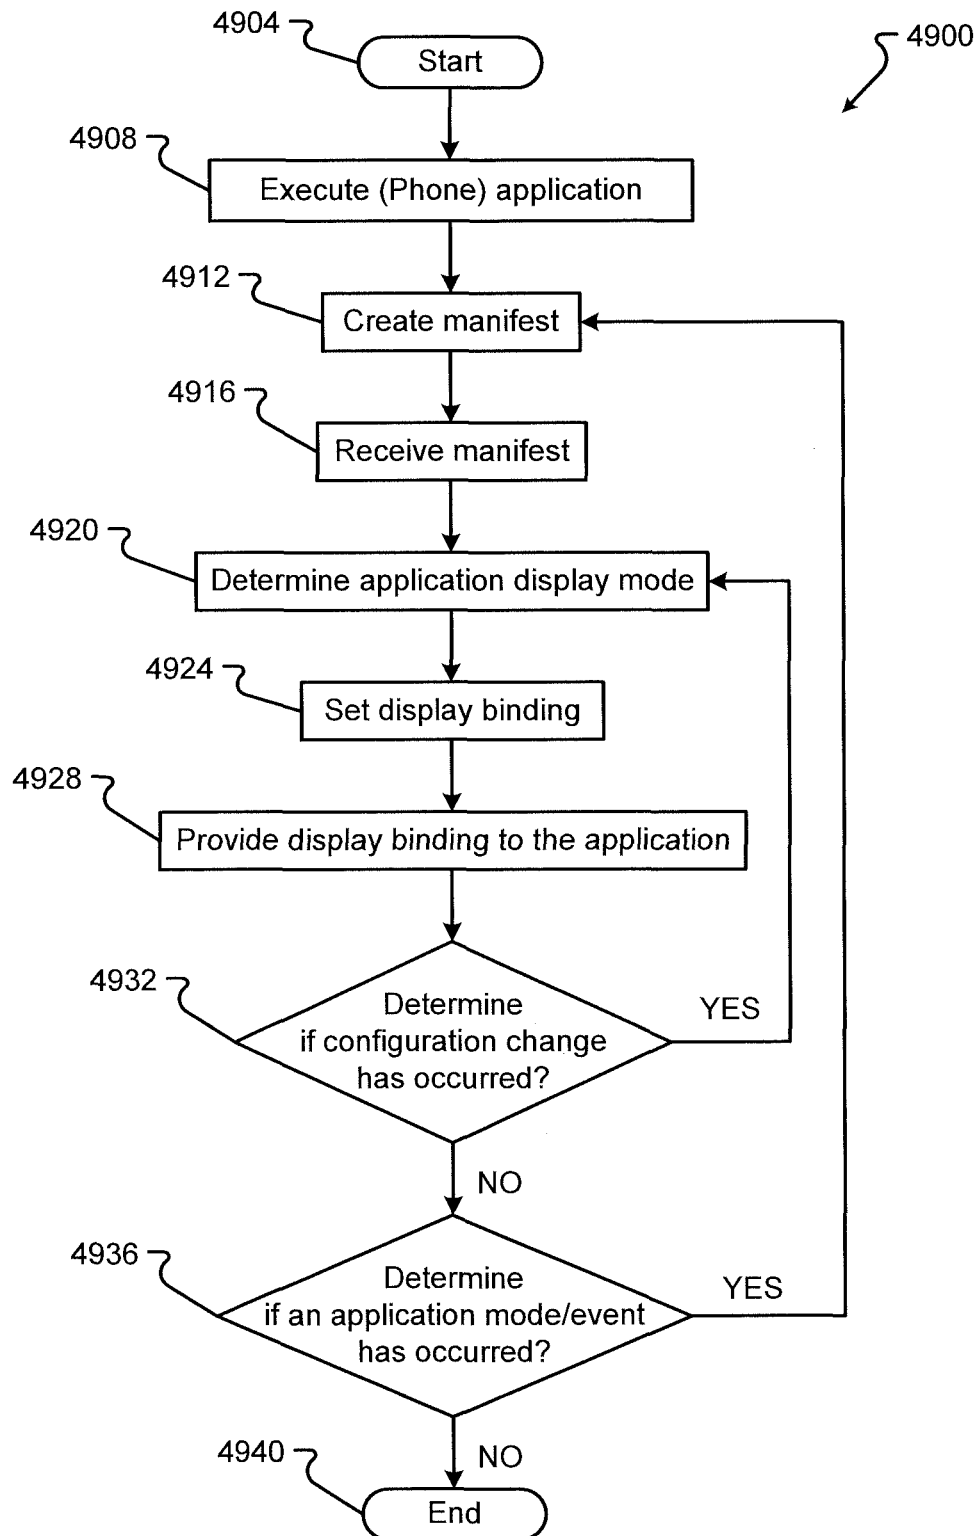 4904
Start
4900
4908
Execute (Phone) application
4912
Create manifest
4916
Receive manifest
4920
Determine application display mode
4924
Set display binding
4928
Provide display binding to the application
4932
Determine
if configuration change
has occurred?
YES
NO
4936
Determine
if an application mode/event
has occurred?
YES
NO
4940
End